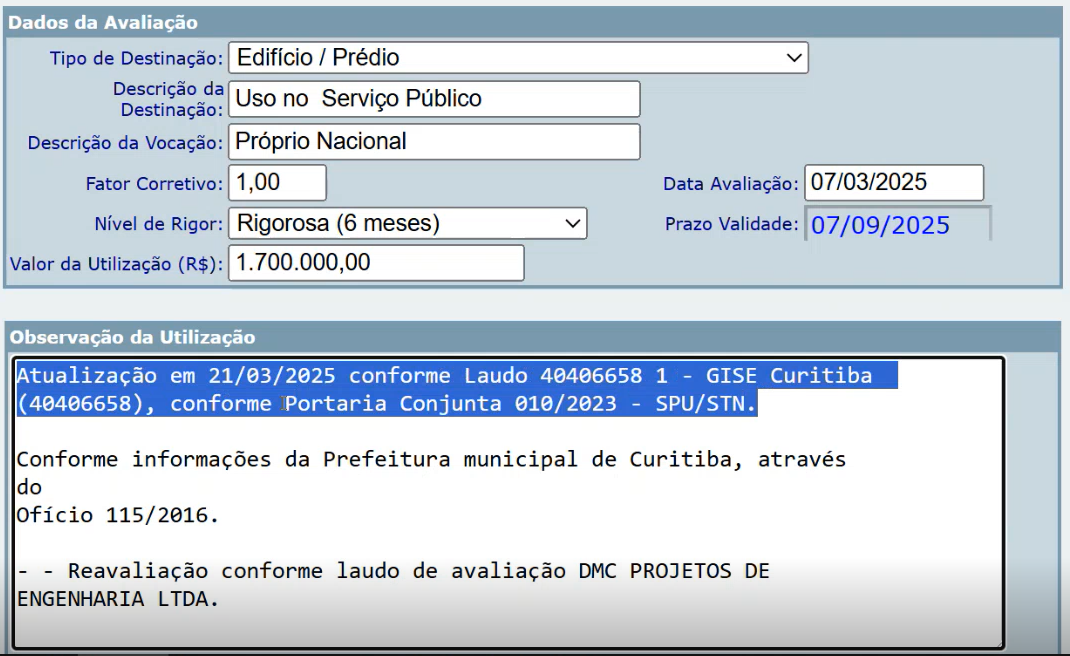 Dados da Avaliação
Tipo de Destinação: Edifício / Prédio
Descrição da
Destinação: Uso no  Serviço Público
Descrição da Vocação: Próprio Nacional
Fator Corretivo: 1,00 Data Avaliação: 07/03/2025
Nível de Rigor: Rigorosa (6 meses) Prazo Validade: 07/09/2025
Valor da Utilização (R$): 1.700.000,00
Observação da Utilização
Atualização em 21/03/2025 conforme Laudo 40406658 1 - GISE Curitiba
(40406658), conforme Portaria Conjunta 010/2023 - SPU/STN.
Conforme informações da Prefeitura municipal de Curitiba, através
do
Ofício 115/2016.
- - Reavaliação conforme laudo de avaliação DMC PROJETOS DE
ENGENHARIA LTDA.